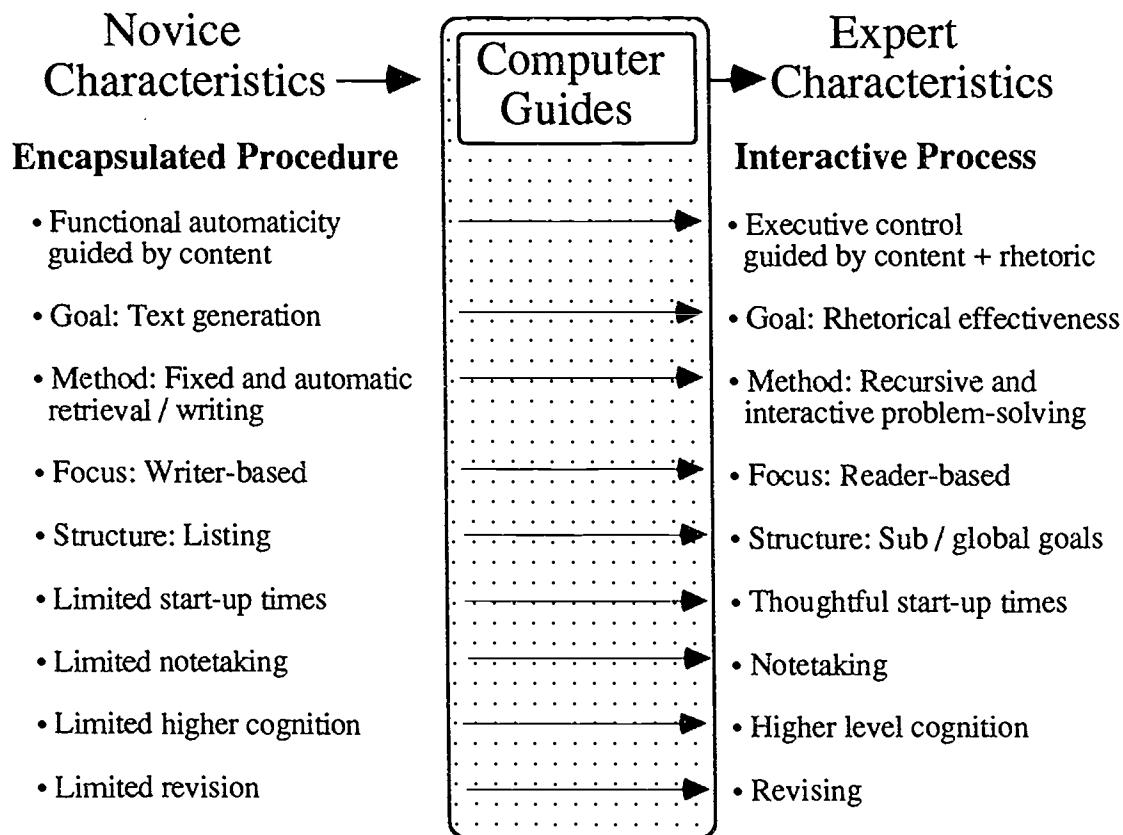 Novice
Characteristics
Computer
Guides
Expert
Characteristics
Encapsulated Procedure
Interactive Process
• Functional automaticity
guided by content
• Executive control
guided by content + rhetoric
• Goal: Text generation
• Goal: Rhetorical effectiveness
• Method: Fixed and automatic
retrieval / writing
• Method: Recursive and
interactive problem-solving
• Focus: Writer-based
• Focus: Reader-based
• Structure: Listing
• Structure: Sub / global goals
• Limited start-up times
• Thoughtful start-up times
• Limited notetaking
• Notetaking
• Limited higher cognition
• Higher level cognition
• Limited revision
• Revising